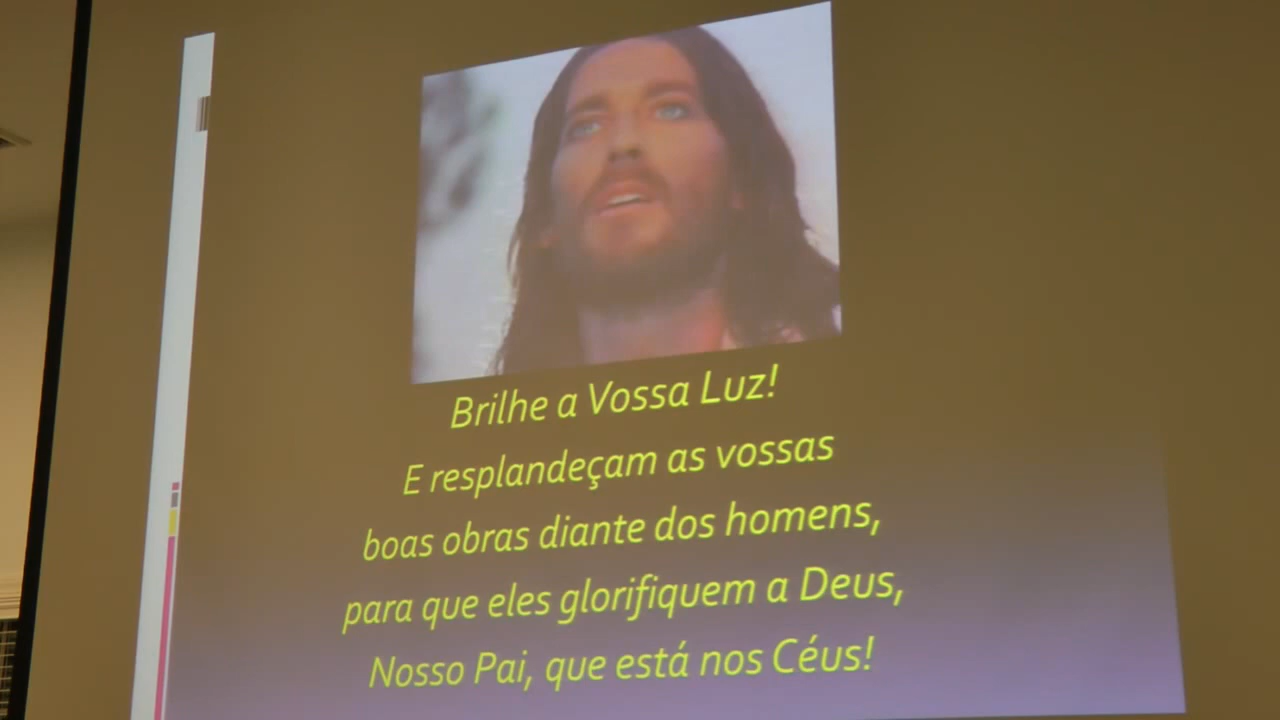 Brilhe a Vossa Luz!
E resplandeçam as vossas
boas obras diante dos homens,
para que eles glorifiquem a Deus,
Nosso Pai, que está nos Céus!